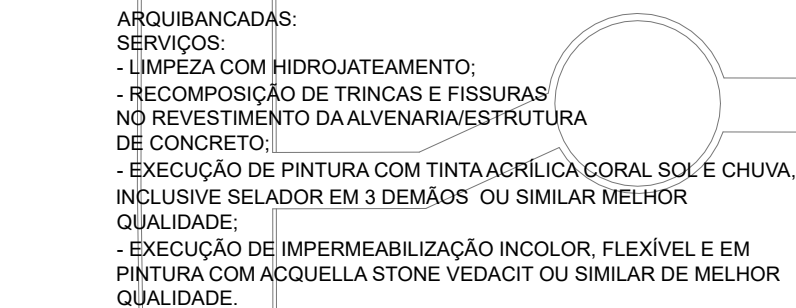 ARQUIBANCADAS:
SERVIÇOS:
- LIMPEZA COM HIDROJATEAMENTO;
- RECOMPOSIÇÃO DE TRINCAS E FISSURAS
NO REVESTIMENTO DA ALVENARIA/ESTRUTURA
DE CONCRETO;
- EXECUÇÃO DE PINTURA COM TINTA ACRÍLICA CORAL SOL E CHUVA,
INCLUSIVE SELADOR EM 3 DEMÃOS OU SIMILAR MELHOR
QUALIDADE;
- EXECUÇÃO DE IMPERMEABILIZAÇÃO INCOLOR, FLEXÍVEL E EM
PINTURA COM ACQUELLA STONE VEDACIT OU SIMILAR DE MELHOR
QUALIDADE.